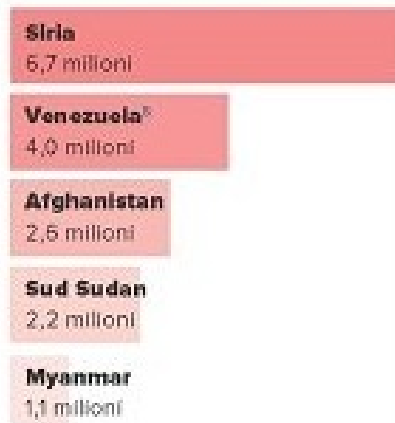 Siria
6,7 milioni
Venezuela⁵
4,0 milioni
Afghanistan
2,6 milioni
Sud Sudan
2,2 milioni
Myanmar
1,1 milioni